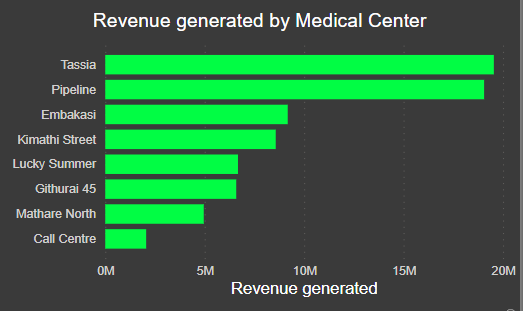 Revenue generated by Medical Center
Tassia
Pipeline
Embakasi
Kimathi Street
Lucky Summer
Githurai 45
Mathare North
Call Centre
0M 5M 10M 15M 20M
Revenue generated